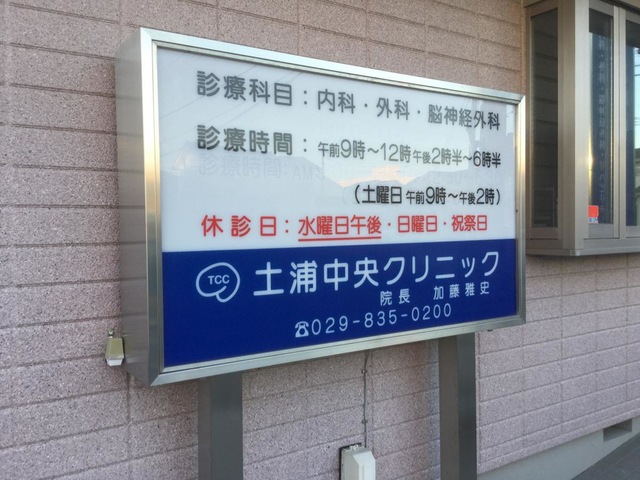 診療科目：内科・外科・脳神経外科
診療時間：午前9時～12時 午後2時半～6時半
（土曜日 午前9時～午後2時）
休診日：水曜日午後・日曜日・祝祭日
TCC 土浦中央クリニック
院長 加藤雅史
☎029-835-0200